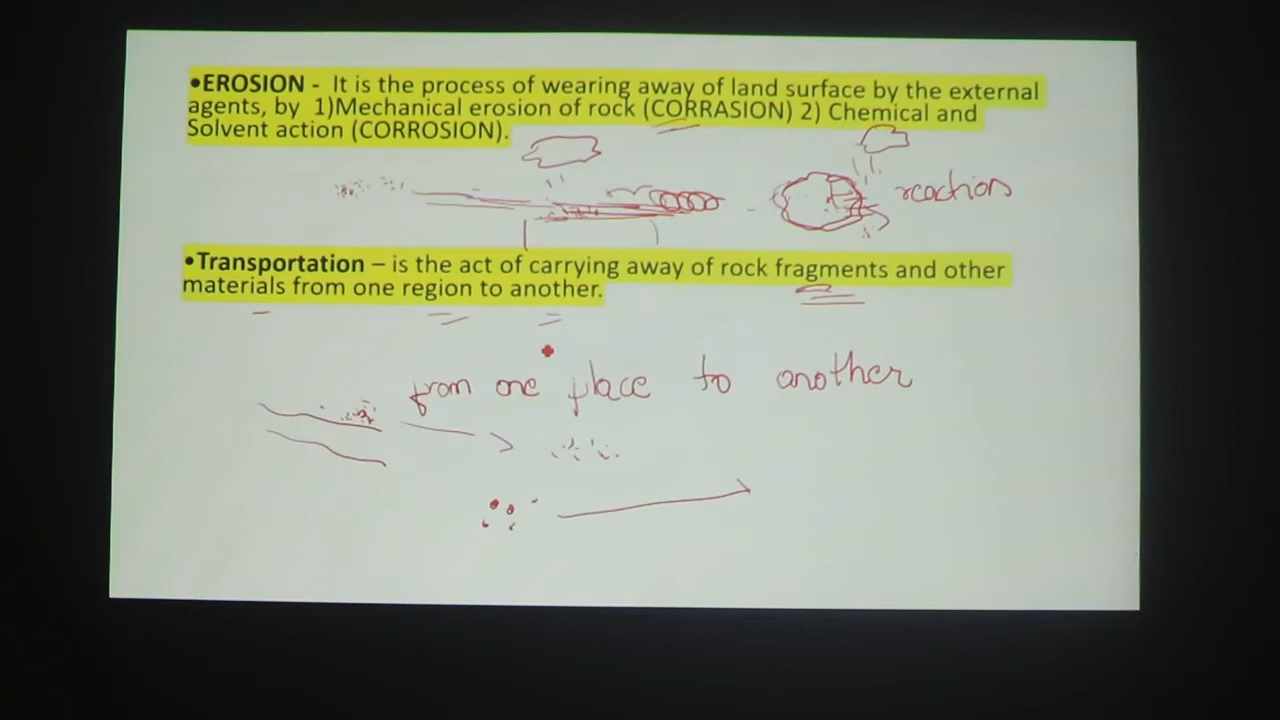 •EROSION - It is the process of wearing away of land surface by the external
agents, by 1)Mechanical erosion of rock (CORRASION) 2) Chemical and
Solvent action (CORROSION).
reaction
•Transportation – is the act of carrying away of rock fragments and other
materials from one region to another.
from one place to another